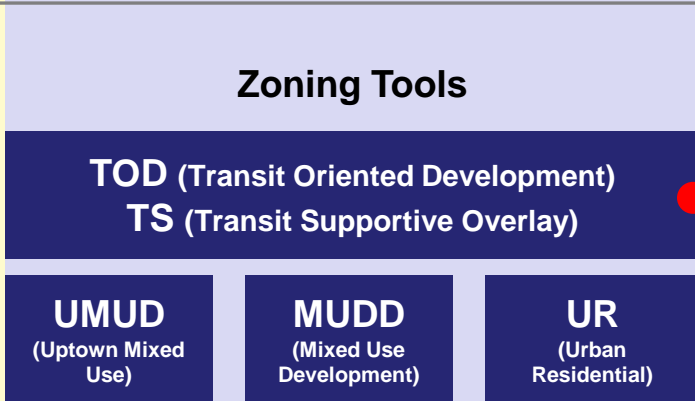 Zoning Tools
TOD (Transit Oriented Development)
TS (Transit Supportive Overlay)
UMUD
(Uptown Mixed
Use)
MUDD
(Mixed Use
Development)
UR
(Urban
Residential)